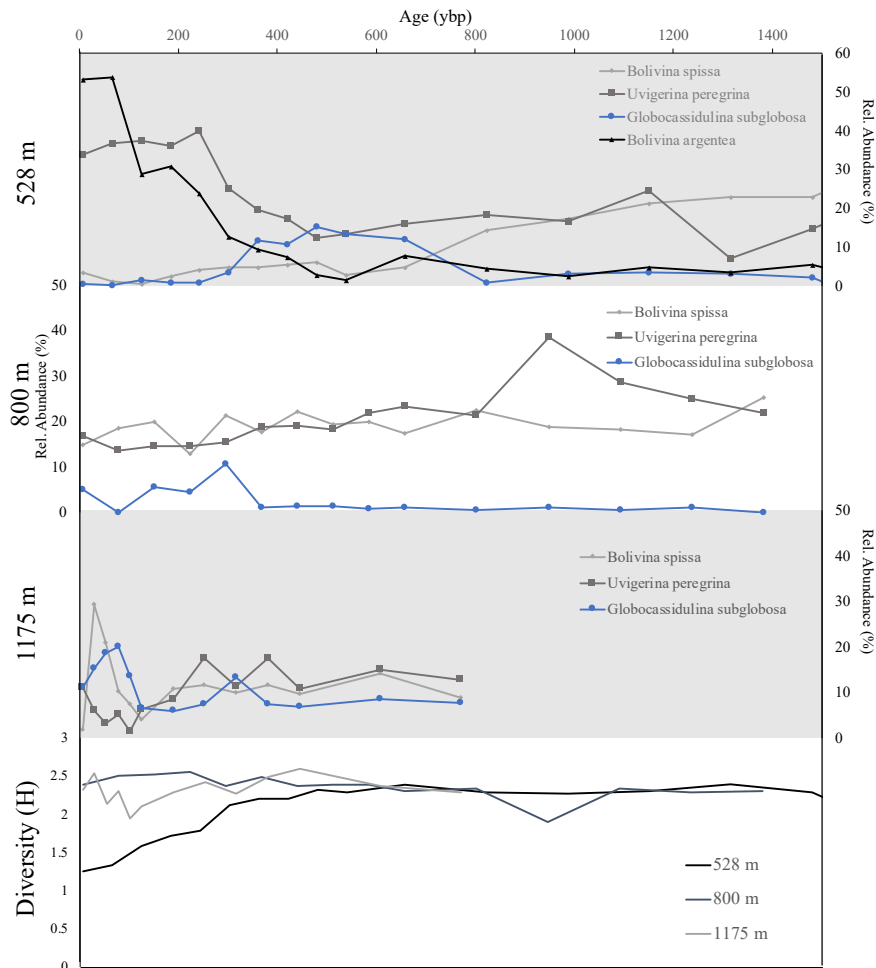 Age (ybp)
0 200 400 600 800 1000 1200 1400
60
50
40
30
20
10
0
Rel. Abundance (%)
528 m
Bolivina spissa
Uvigerina peregrina
Globocassidulina subglobosa
Bolivina argentea
50
40
30
20
10
0
800 m
Rel. Abundance (%)
Bolivina spissa
Uvigerina peregrina
Globocassidulina subglobosa
50
40
30
20
10
0
Rel. Abundance (%)
1175 m
Bolivina spissa
Uvigerina peregrina
Globocassidulina subglobosa
3
2.5
2
1.5
1
0.5
0
Diversity (H)
528 m
800 m
1175 m